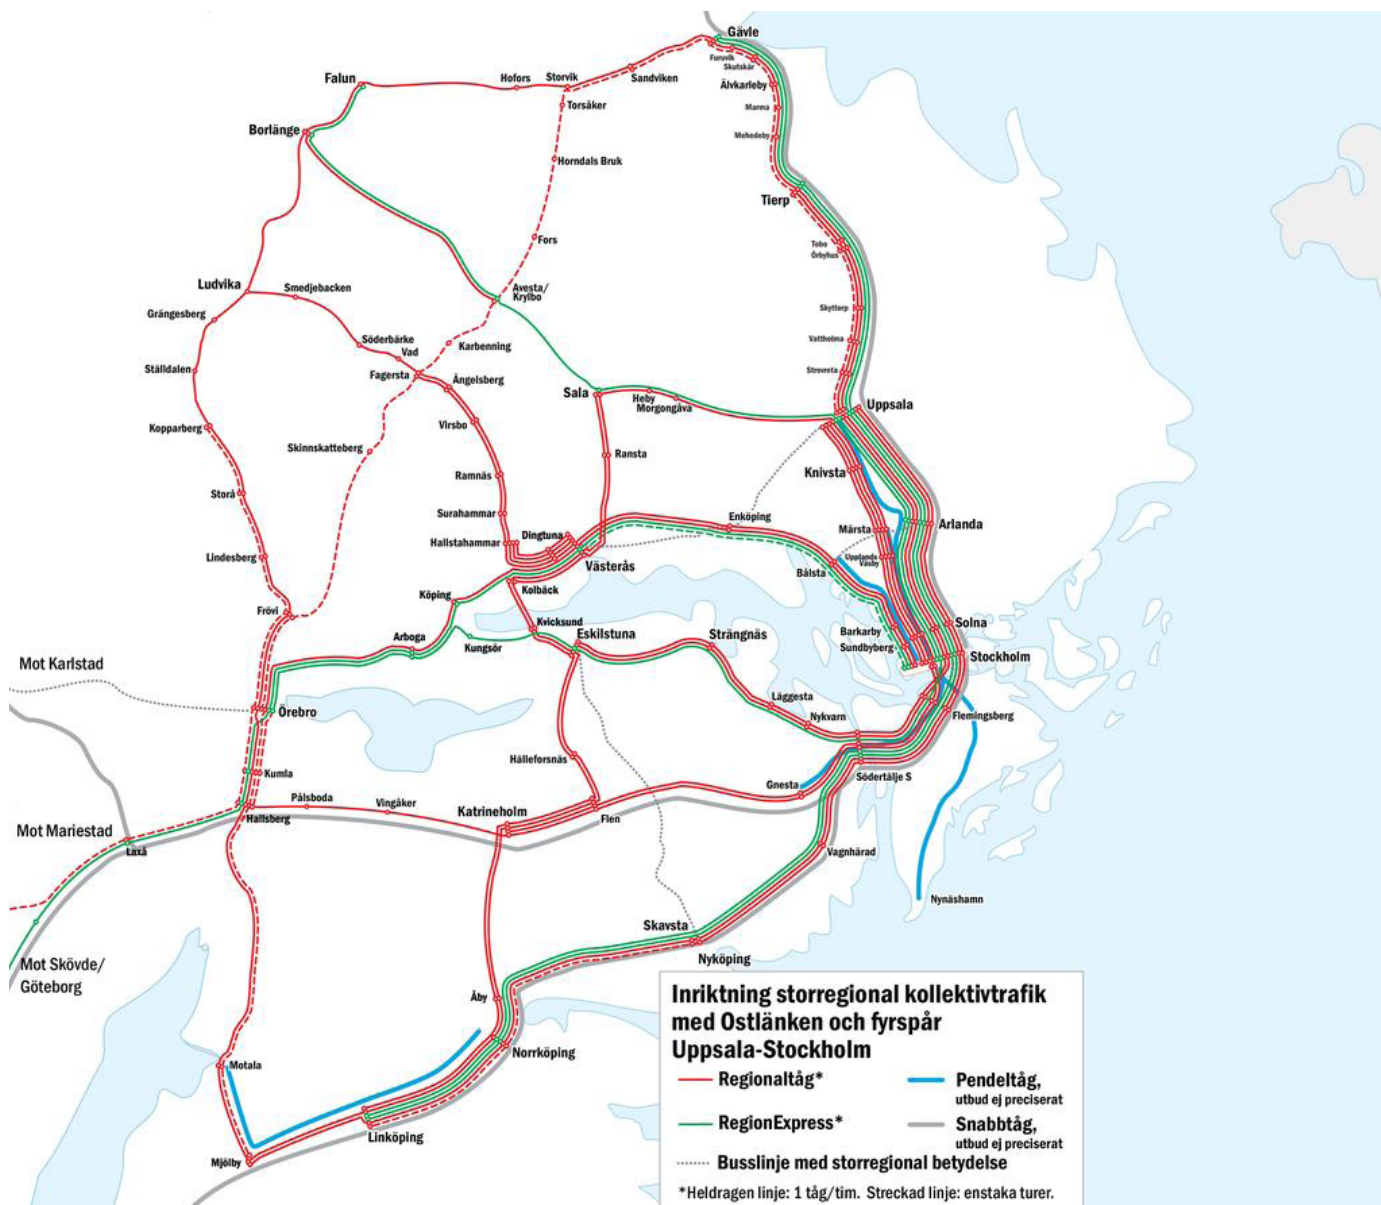 Gävle
Furuvik
Skutskär
Sandviken
Storvik
Hofors
Falun
Torsåker
Älvkarleby
Marma
Mehedeby
Borlänge
Horndals Bruk
Tierp
Fors
Tobo
Örbyhus
Ludvika
Smedjebacken
Avesta/
Krylbo
Grängesberg
Skyttorp
Söderbärke
Vad
Karbenning
Vattholma
Ställdalen
Fagersta
Ängelsberg
Storvreta
Sala
Heby
Morgongåva
Uppsala
Kopparberg
Virsbo
Skinnskatteberg
Ransta
Knivsta
Ramnäs
Storå
Surahammar
Enköping
Märsta
Arlanda
Hallstahammar
Dingtuna
Lindesberg
Västerås
Upplands
Väsby
Bålsta
Kolbäck
Köping
Frövi
Kvicksund
Eskilstuna
Strängnäs
Barkarby
Solna
Arboga
Kungsör
Sundbyberg
Stockholm
Mot Karlstad
Läggesta
Nykvarn
Örebro
Flemingsberg
Hälleforsnäs
Kumla
Gnesta
Södertälje S
Pålsboda
Vingåker
Katrineholm
Hallsberg
Flen
Mot Mariestad
Laxå
Vagnhärad
Nynäshamn
Skavsta
Nyköping
Mot Skövde/
Göteborg
Åby
Norrköping
Motala
Linköping
Mjölby
Inriktning storregional kollektivtrafik
med Ostlänken och fyrspår
Uppsala-Stockholm
Regionaltåg*
Pendeltåg,
utbud ej preciserat
RegionExpress*
Snabbtåg,
utbud ej preciserat
Busslinje med storregional betydelse
*Heldragen linje: 1 tåg/tim. Streckad linje: enstaka turer.